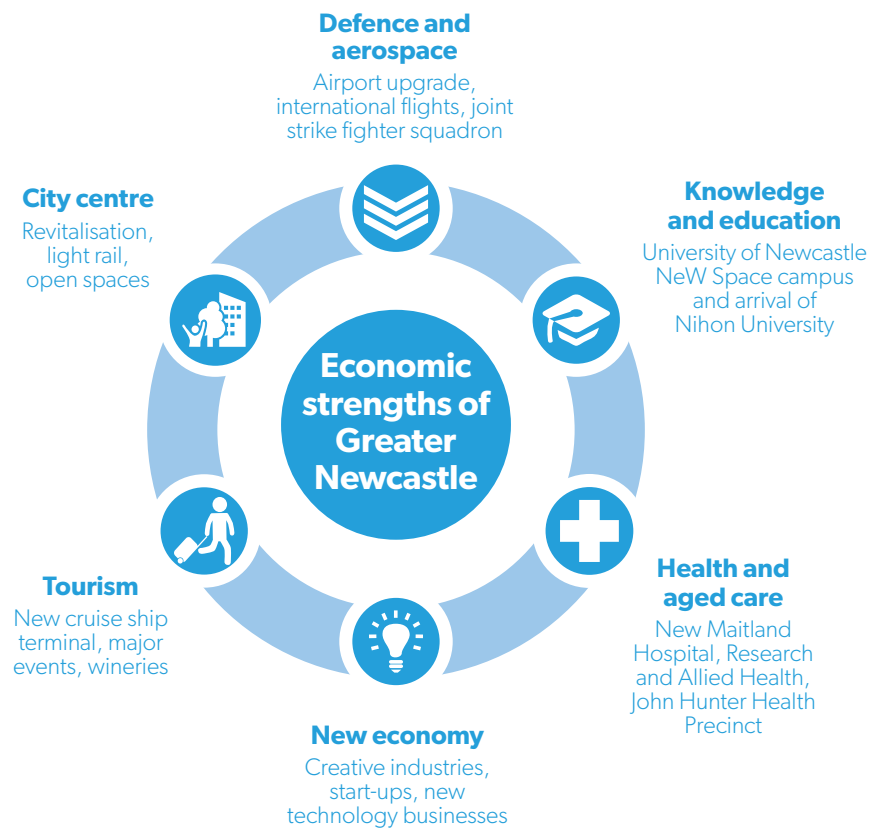 Defence and
aerospace
Airport upgrade,
international flights, joint
strike fighter squadron
Knowledge
and education
University of Newcastle
NeW Space campus
and arrival of
Nihon University
Health and
aged care
New Maitland
Hospital, Research
and Allied Health,
John Hunter Health
Precinct
New economy
Creative industries,
start-ups, new
technology businesses
Tourism
New cruise ship
terminal, major
events, wineries
City centre
Revitalisation,
light rail,
open spaces
Economic
strengths of
Greater
Newcastle